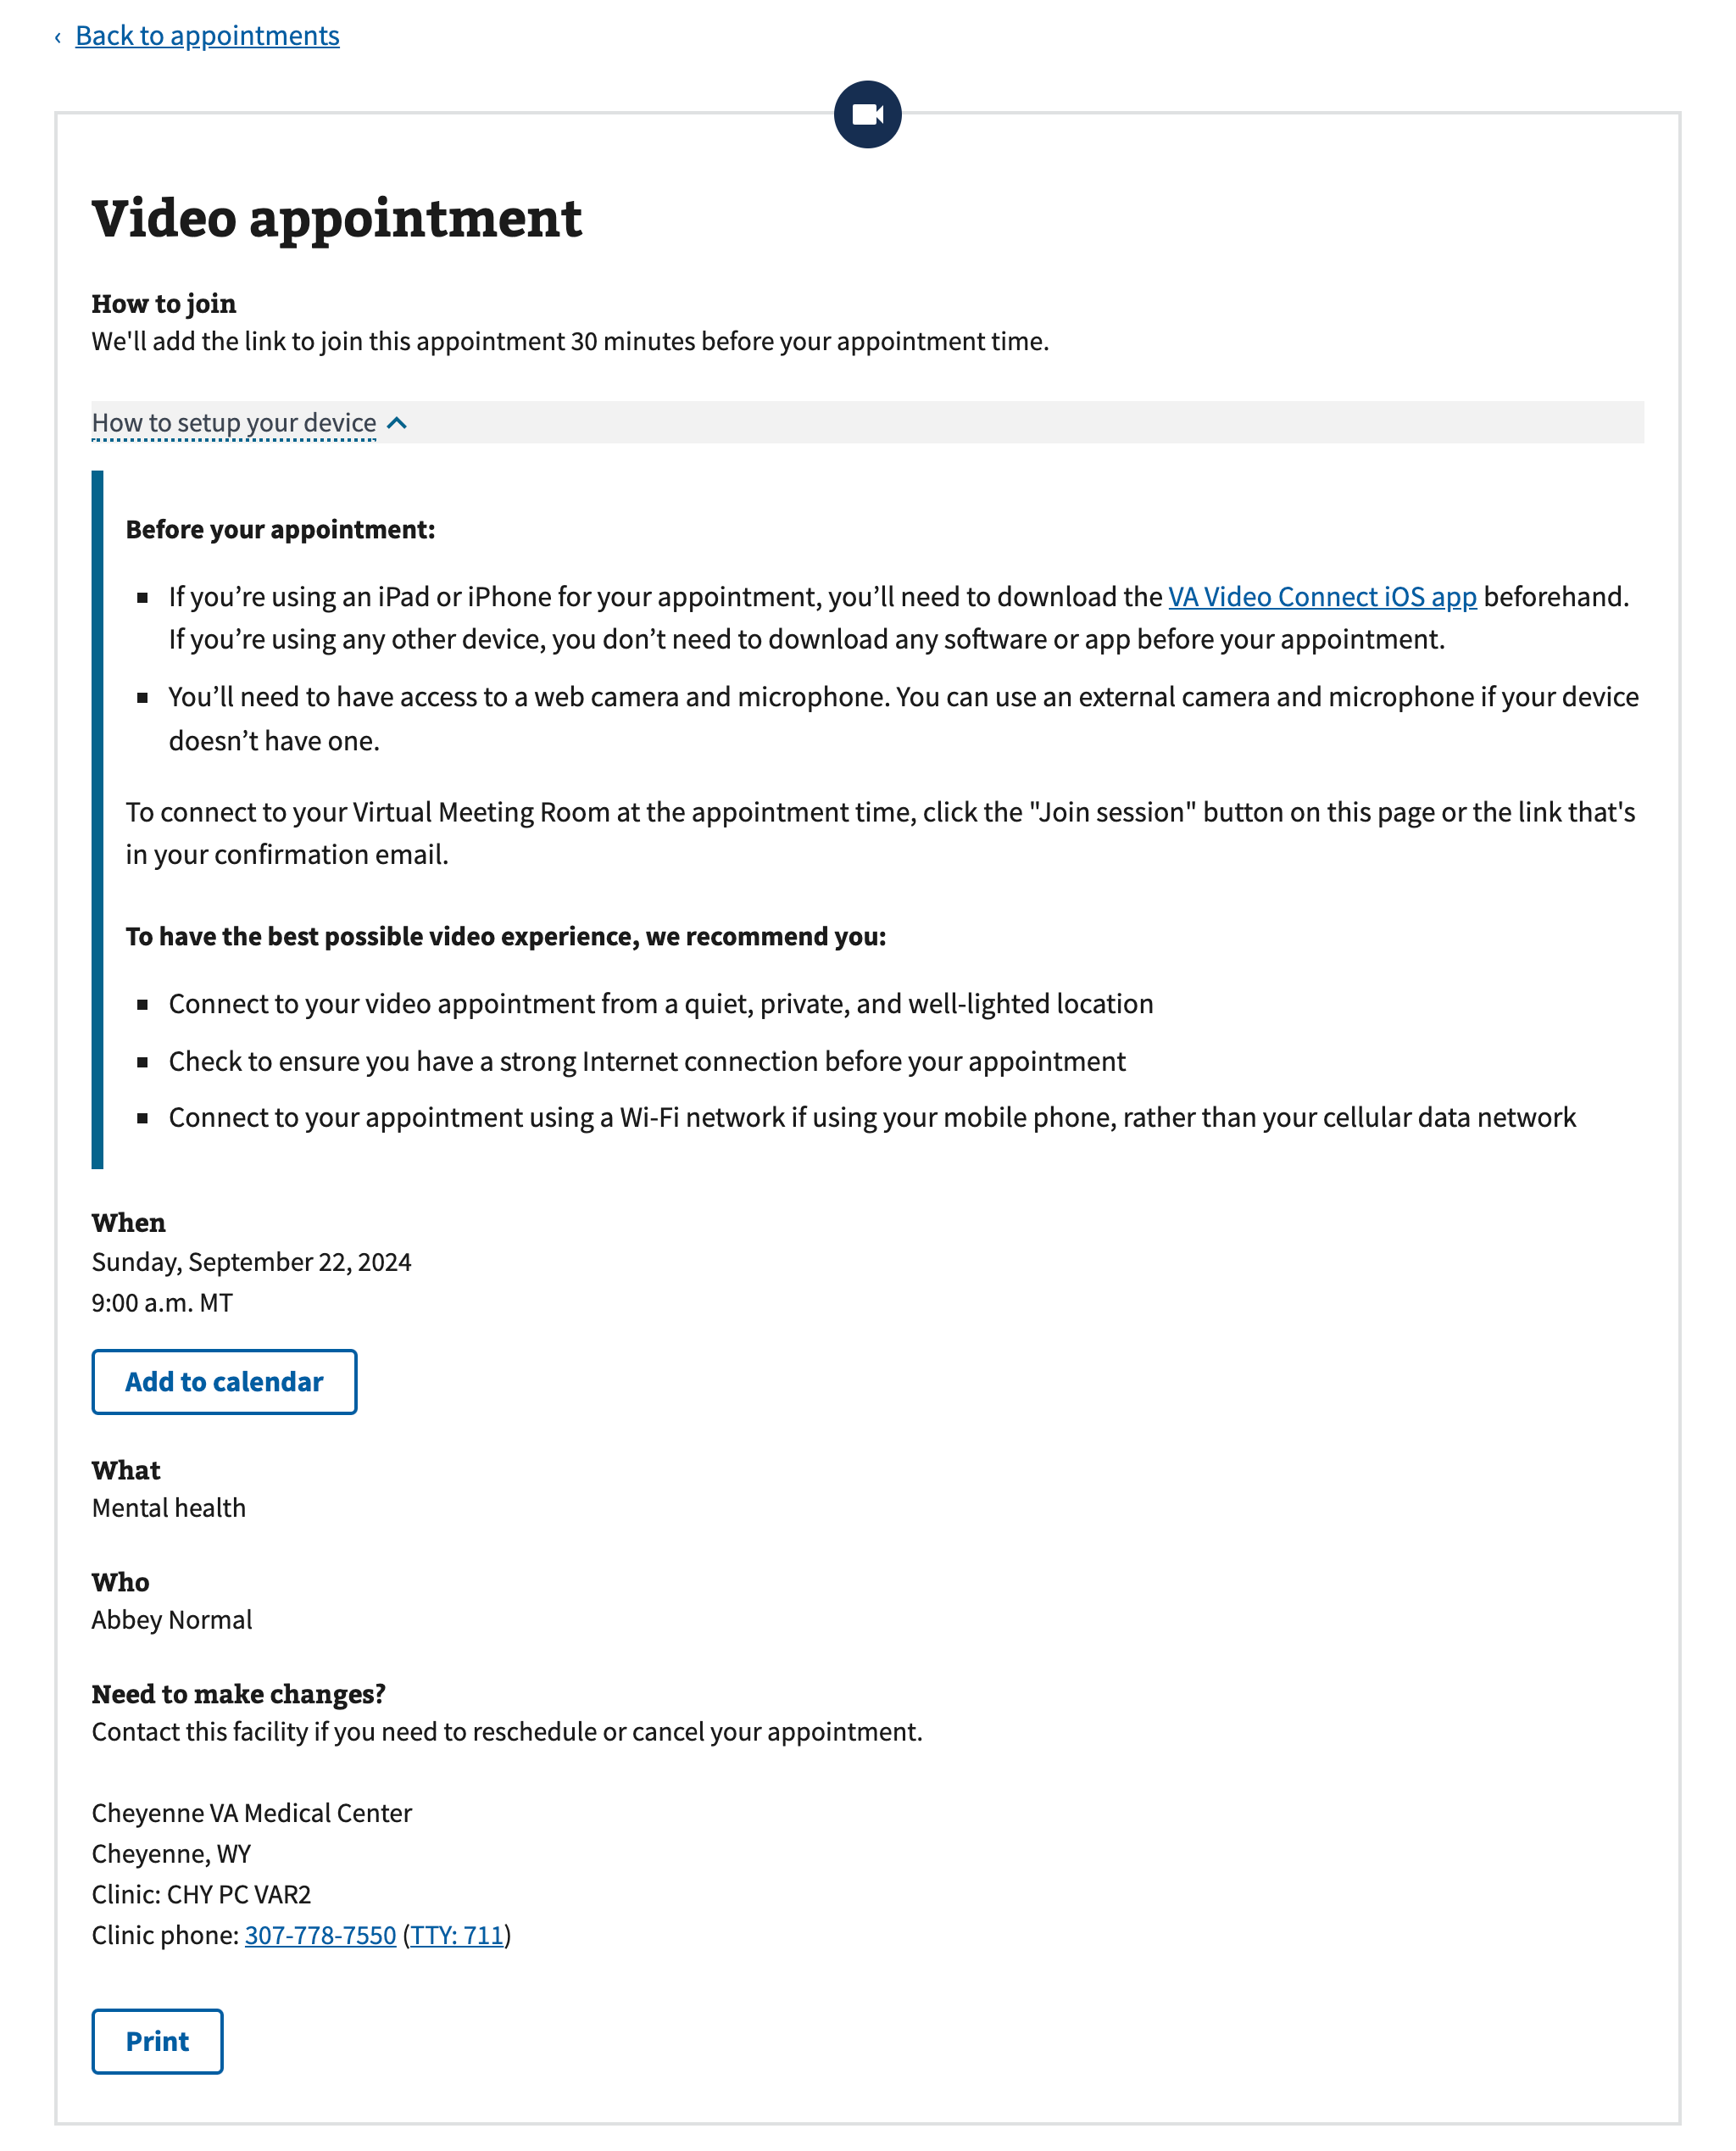 ‹ Back to appointments
Video appointment
How to join
We'll add the link to join this appointment 30 minutes before your appointment time.
How to setup your device
Before your appointment:
▪ If you’re using an iPad or iPhone for your appointment, you’ll need to download the VA Video Connect iOS app beforehand.
If you’re using any other device, you don’t need to download any software or app before your appointment.
▪ You’ll need to have access to a web camera and microphone. You can use an external camera and microphone if your device
doesn’t have one.
To connect to your Virtual Meeting Room at the appointment time, click the "Join session" button on this page or the link that's
in your confirmation email.
To have the best possible video experience, we recommend you:
▪ Connect to your video appointment from a quiet, private, and well-lighted location
▪ Check to ensure you have a strong Internet connection before your appointment
▪ Connect to your appointment using a Wi-Fi network if using your mobile phone, rather than your cellular data network
When
Sunday, September 22, 2024
9:00 a.m. MT
Add to calendar
What
Mental health
Who
Abbey Normal
Need to make changes?
Contact this facility if you need to reschedule or cancel your appointment.
Cheyenne VA Medical Center
Cheyenne, WY
Clinic: CHY PC VAR2
Clinic phone: 307-778-7550 (TTY: 711)
Print